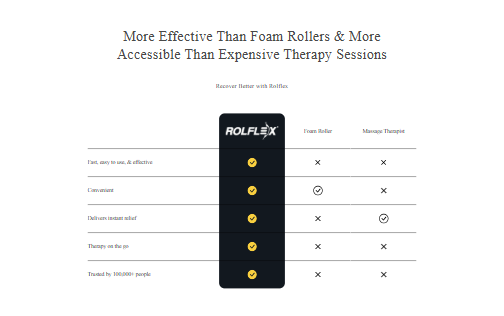 More Effective Than Foam Rollers & More
Accessible Than Expensive Therapy Sessions
Recover Better with Rolflex
ROLFLEX Foam Roller Massage Therapist
Fast, easy to use, & effective
Convenient
Delivers instant relief
Therapy on the go
Trusted by 100,000+ people